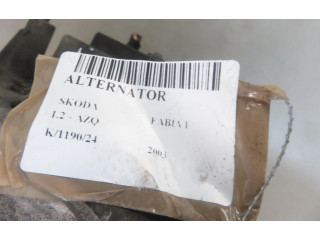 ALTERNATOR
SKODA
1.2 - AZQ FABIA I
K/1190/24
2003